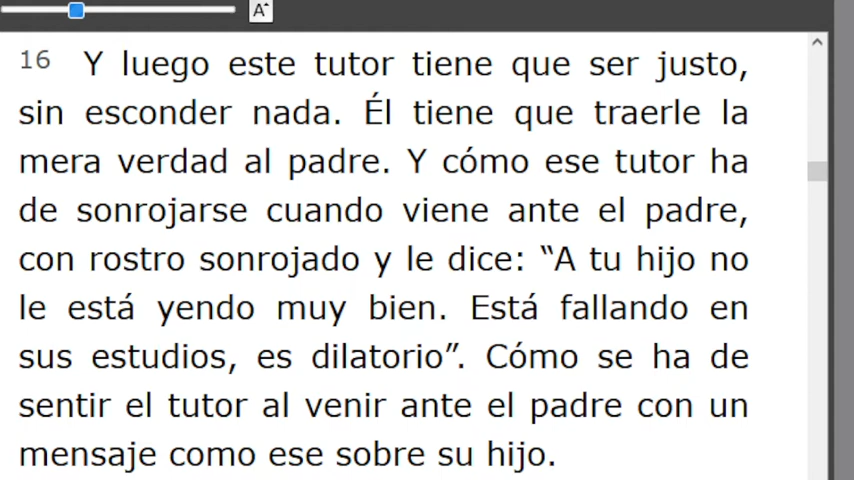 A
16 Y luego este tutor tiene que ser justo,
sin esconder nada. Él tiene que traerle la
mera verdad al padre. Y cómo ese tutor ha
de sonrojarse cuando viene ante el padre,
con rostro sonrojado y le dice: “A tu hijo no
le está yendo muy bien. Está fallando en
sus estudios, es dilatorio”. Cómo se ha de
sentir el tutor al venir ante el padre con un
mensaje como ese sobre su hijo.